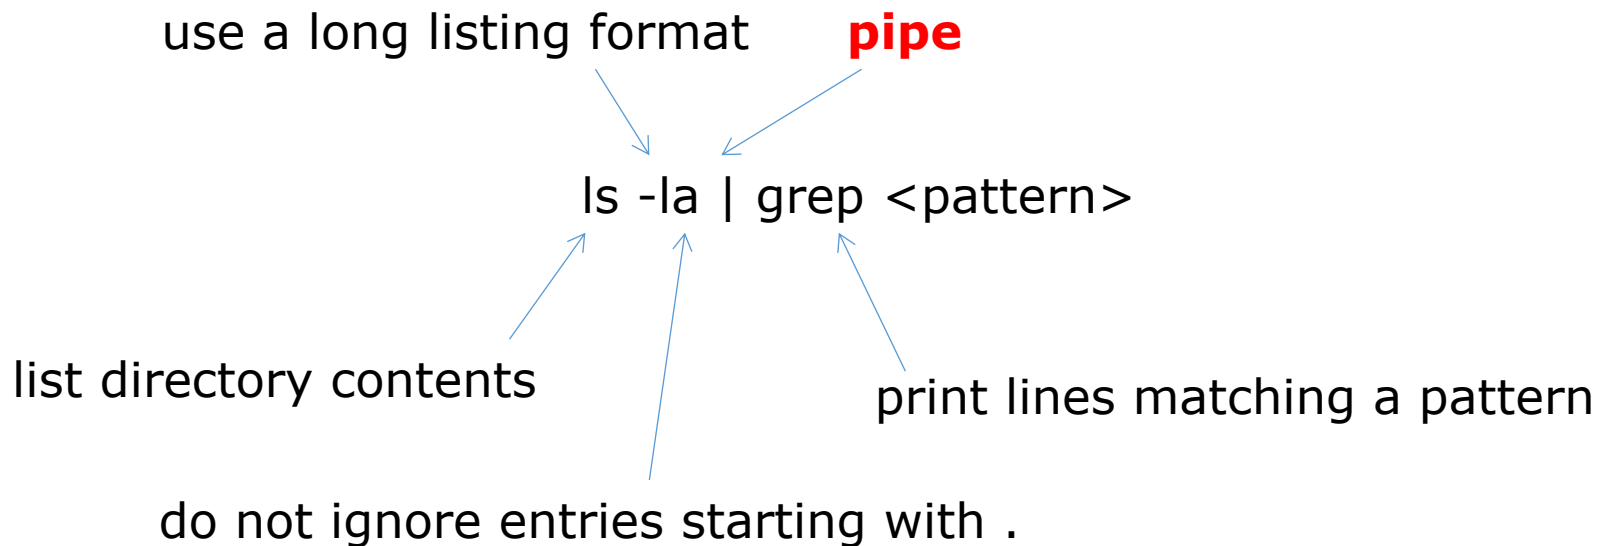 use a long listing format pipe
ls -la | grep <pattern>
list directory contents
print lines matching a pattern
do not ignore entries starting with .